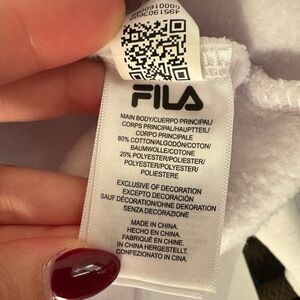 FILA
MAIN BODY/CUERPO PRINCIPAL/
CORPS PRINCIPAL/HAUPTTEIL/
CORPO PRINCIPALE
80% COTTON/ALGODÓN/COTON/
BAUMWOLLE/COTONE
20% POLYESTER/POLIESTER/
POLYESTER/POLYESTER/
POLIESTERE
EXCLUSIVE OF DECORATION
EXCEPTO DECORACIÓN
SAUF DÉCORATION/OHNE DEKORATION
SENZA DECORAZIONE
MADE IN CHINA.
HECHO EN CHINA.
FABRIQUÉ EN CHINE.
IN CHINA HERGESTELLT.
CONFEZIONATO IN CINA.